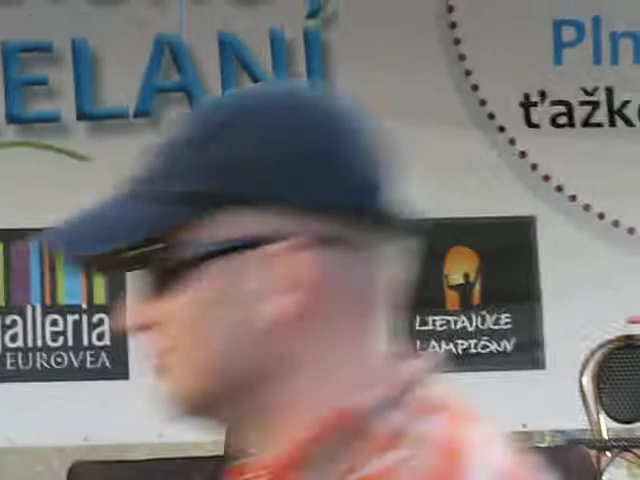 ELANÍ
Pln
ťažk
galleria
EUROVEA
LIETAJÚCE
LAMPIÓNY